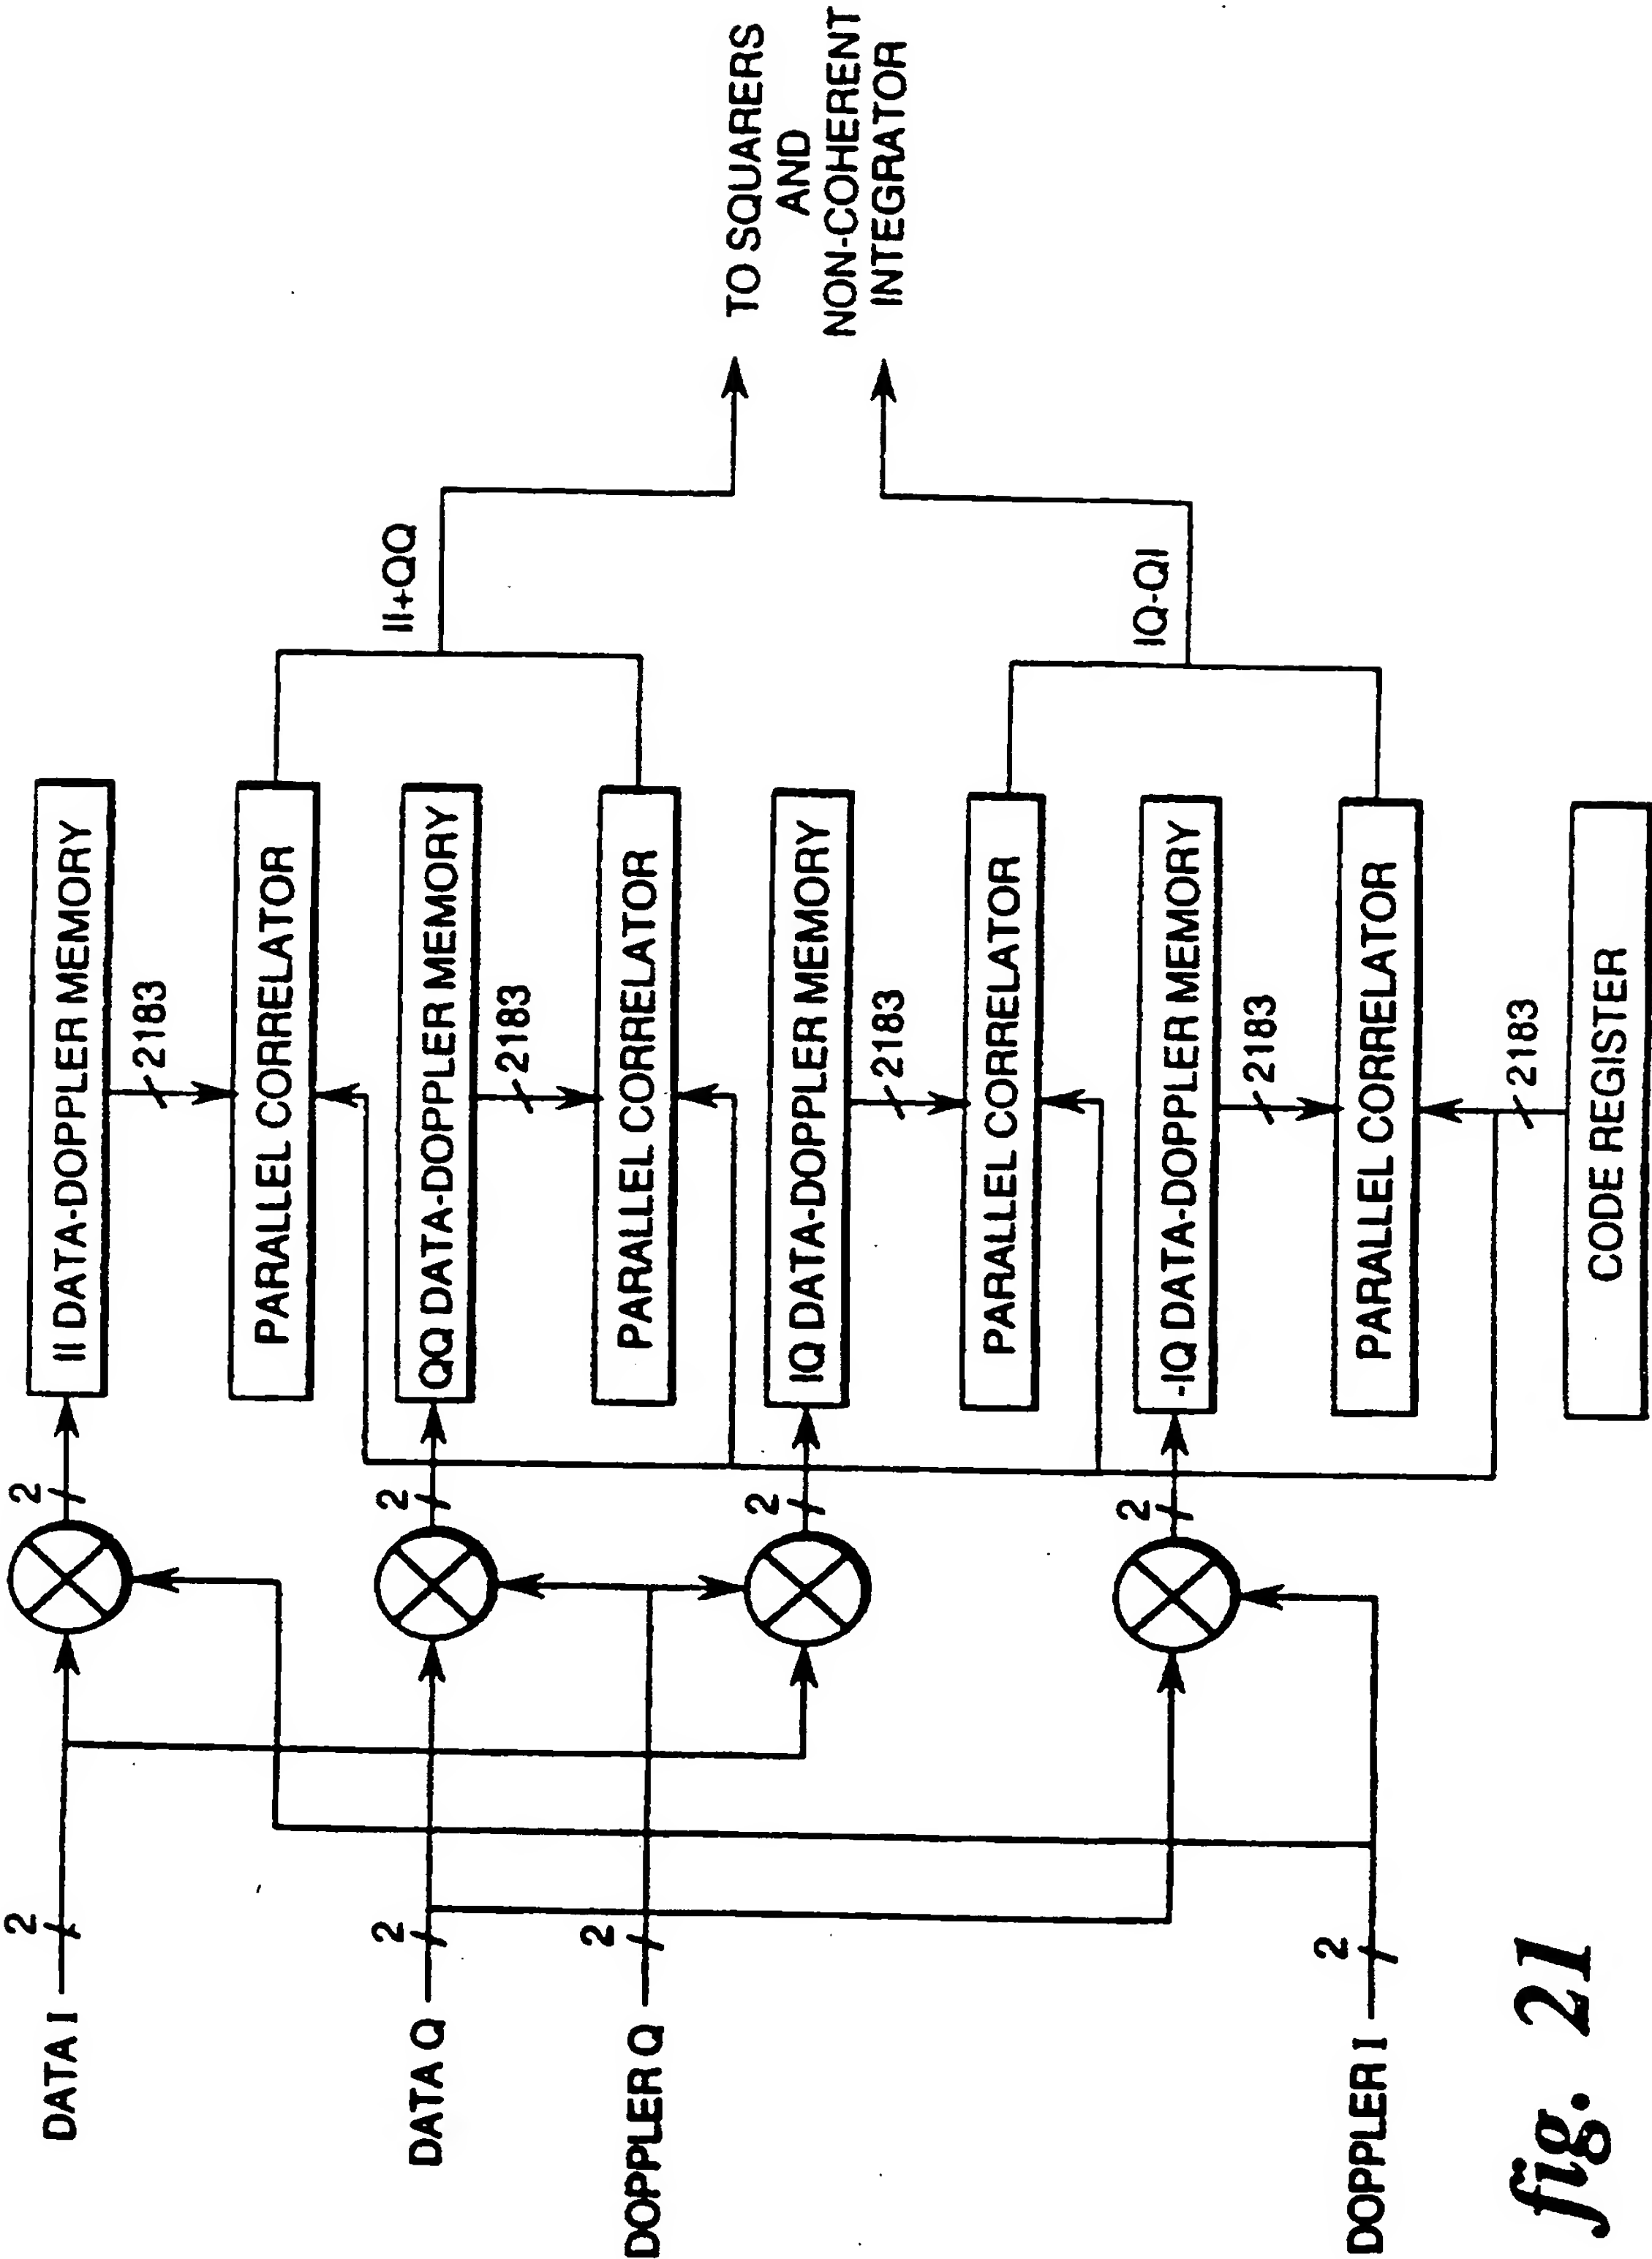 DATA I
2
2
II DATA-DOPPLER MEMORY
2183
PARALLEL CORRELATOR
DATA Q
2
2
QQ DATA-DOPPLER MEMORY
2183
II+QQ
DOPPLER Q
2
PARALLEL CORRELATOR
TO SQUARERS
AND
NON-COHERENT
INTEGRATOR
2
IQ DATA-DOPPLER MEMORY
2183
PARALLEL CORRELATOR
2
-IQ DATA-DOPPLER MEMORY
IQ-QI
2183
DOPPLER I
2
PARALLEL CORRELATOR
2183
CODE REGISTER
fig. 21